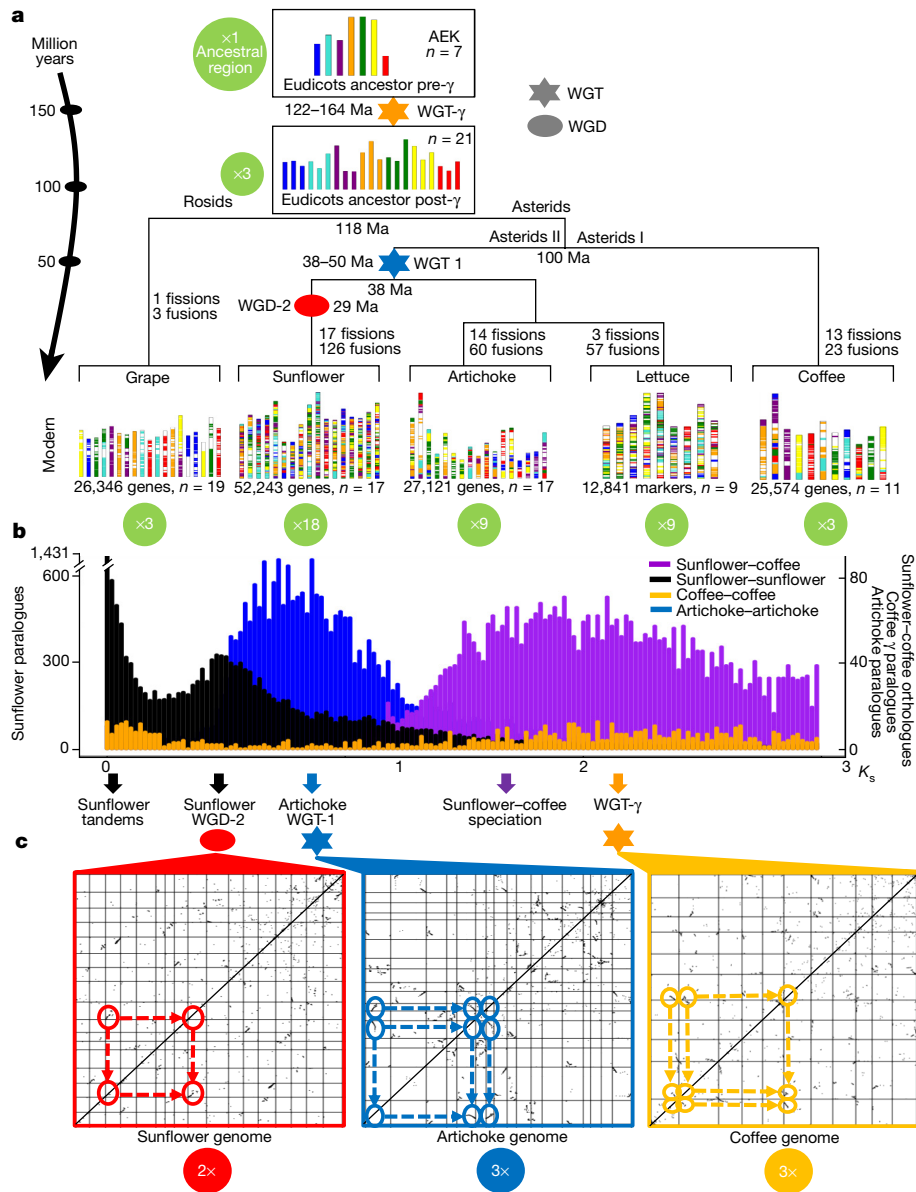 a
Million
years
150
100
50
Modern
×1
Ancestral
region
AEK
n = 7
Eudicots ancestor pre-γ
122–164 Ma
WGT-γ
WGT
WGD
×3
n = 21
Eudicots ancestor post-γ
Rosids
Asterids
118 Ma
Asterids II
Asterids I
100 Ma
38–50 Ma
WGT 1
38 Ma
WGD-2
29 Ma
1 fissions
3 fusions
17 fissions
126 fusions
14 fissions
60 fusions
3 fissions
57 fusions
13 fissions
23 fusions
Grape
Sunflower
Artichoke
Lettuce
Coffee
26,346 genes, n = 19
52,243 genes, n = 17
27,121 genes, n = 17
12,841 markers, n = 9
25,574 genes, n = 11
×3
×18
×9
×9
×3
b
1,431
600
300
0
Sunflower paralogues
Sunflower–coffee
Sunflower–sunflower
Coffee–coffee
Artichoke–artichoke
80
40
0
Sunflower–coffee orthologues
Coffee γ paralogues
Artichoke paralogues
0
1
2
3
Ks
Sunflower
tandems
Sunflower
WGD-2
Artichoke
WGT-1
Sunflower–coffee
speciation
WGT-γ
c
Sunflower genome
Artichoke genome
Coffee genome
2×
3×
3×